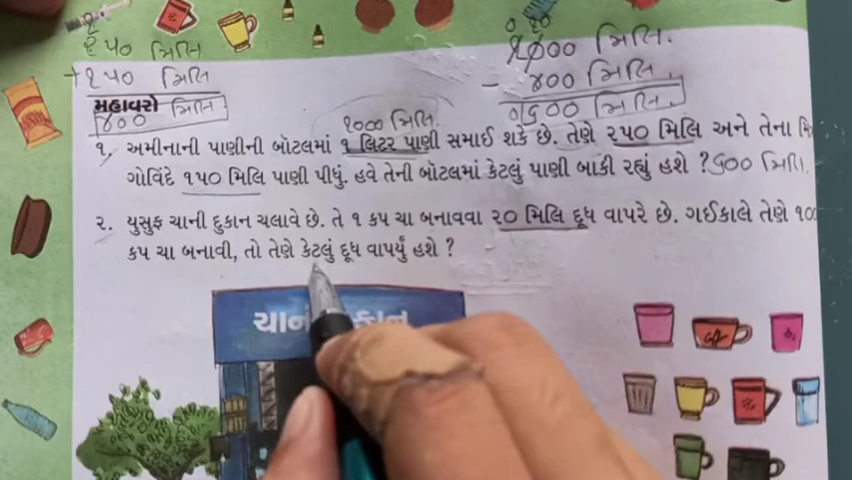 ૨૫૦ મિલિ
+ ૧૫૦ મિલિ
૪૦૦ મિલિ
૧૦૦૦ મિલિ.
- ૪૦૦ મિલિ.
૦૬૦૦ મિલિ.
મહાવરો
૧૦૦૦ મિલિ.
૧. અમીનાની પાણીની બૉટલમાં ૧ લિટર પાણી સમાઈ શકે છે. તેણે ૨૫૦ મિલિ અને તેના
ગોવિંદે ૧૫૦ મિલિ પાણી પીધું. હવે તેની બૉટલમાં કેટલું પાણી બાકી રહ્યું હશે ? ૬૦૦ મિલિ.
૨. યુસુફ ચાની દુકાન ચલાવે છે. તે ૧ કપ ચા બનાવવા ૨૦ મિલિ દૂધ વાપરે છે. ગઈકાલે તેણે ૧૦૦
કપ ચા બનાવી, તો તેણે કેટલું દૂધ વાપર્યું હશે ?